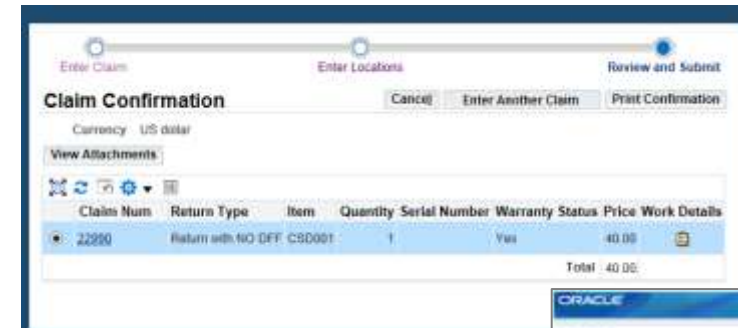 Enter Claim Enter Locations Review and Submit
Claim Confirmation Cancel Enter Another Claim Print Confirmation
Currency US dollar
View Attachments
Claim Num Return Type Item Quantity Serial Number Warranty Status Price Work Details
22990 Return with NO DFF CSD001 1 Yes 40.00
Total 40.00
ORACLE